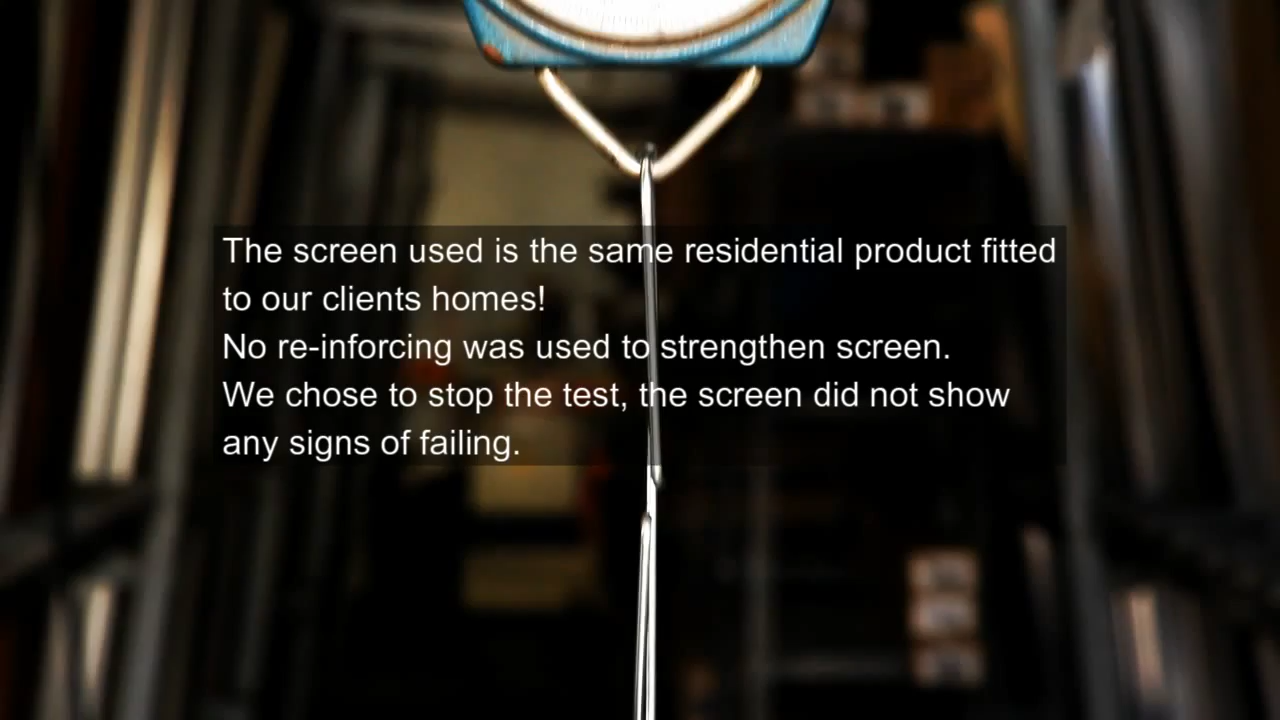 The screen used is the same residential product fitted
to our clients homes!
No re-inforcing was used to strengthen screen.
We chose to stop the test, the screen did not show
any signs of failing.